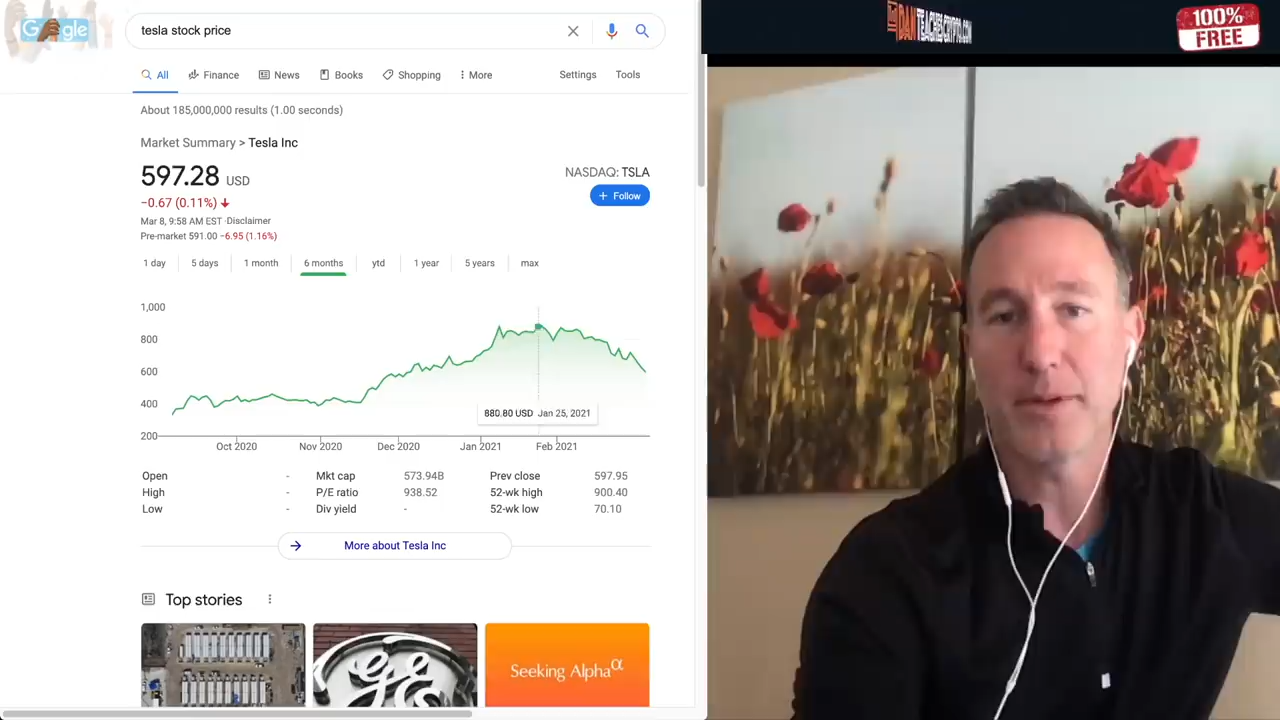 Google
tesla stock price
All
Finance
News
Books
Shopping
More
Settings
Tools
About 185,000,000 results (1.00 seconds)
Market Summary > Tesla Inc
597.28 USD
NASDAQ: TSLA
−0.67 (0.11%)
+ Follow
Mar 8, 9:58 AM EST · Disclaimer
Pre-market 591.00 −6.95 (1.16%)
1 day
5 days
1 month
6 months
ytd
1 year
5 years
max
1,000
800
600
400
200
880.80 USD Jan 25, 2021
Oct 2020
Nov 2020
Dec 2020
Jan 2021
Feb 2021
Open -
Mkt cap 573.94B
Prev close 597.95
High -
P/E ratio 938.52
52-wk high 900.40
Low -
Div yield -
52-wk low 70.10
More about Tesla Inc
Top stories
GE
Seeking Alphaα
DANTEACHESCRYPTO.COM
100%
FREE